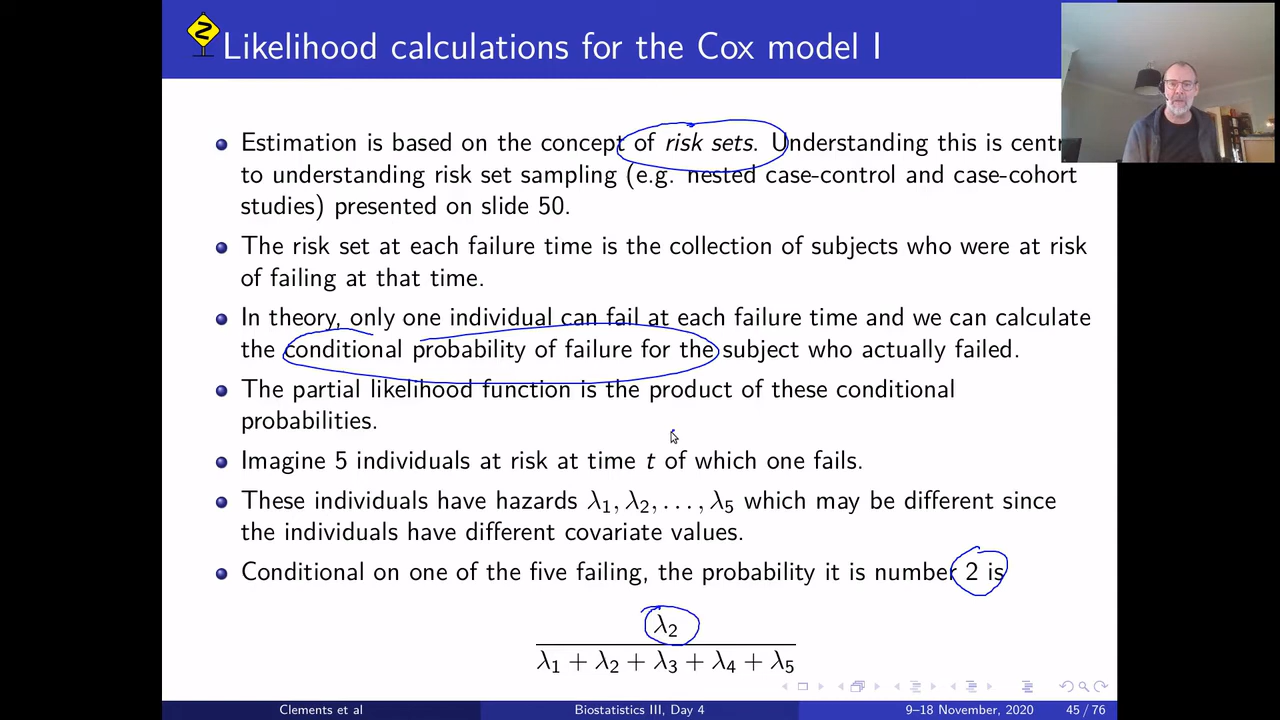 Likelihood calculations for the Cox model I
Estimation is based on the concept of risk sets. Understanding this is centr
to understanding risk set sampling (e.g. nested case-control and case-cohort
studies) presented on slide 50.
The risk set at each failure time is the collection of subjects who were at risk
of failing at that time.
In theory, only one individual can fail at each failure time and we can calculate
the conditional probability of failure for the subject who actually failed.
The partial likelihood function is the product of these conditional
probabilities.
Imagine 5 individuals at risk at time t of which one fails.
These individuals have hazards λ₁, λ₂, . . . , λ₅ which may be different since
the individuals have different covariate values.
Conditional on one of the five failing, the probability it is number 2 is
λ₂
λ₁ + λ₂ + λ₃ + λ₄ + λ₅
Clements et al Biostatistics III, Day 4 9–18 November, 2020 45 / 76